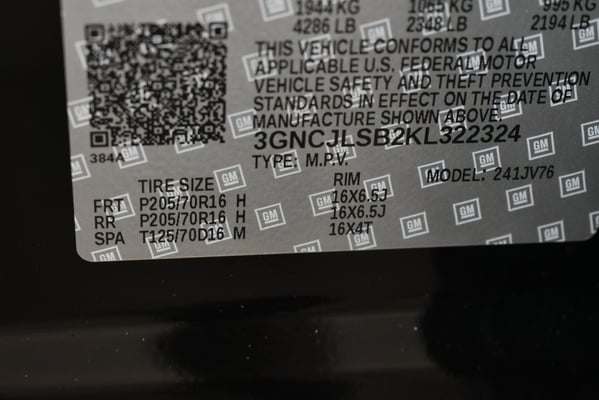 1944 KG 1065 KG 995 KG
4286 LB 2348 LB 2194 LB
THIS VEHICLE CONFORMS TO ALL
APPLICABLE U.S. FEDERAL MOTOR
VEHICLE SAFETY AND THEFT PREVENTION
STANDARDS IN EFFECT ON THE DATE OF
MANUFACTURE SHOWN ABOVE.
3GNCJLSB2KL322324
384A
TYPE: M.P.V. MODEL: 241JV76
TIRE SIZE RIM
FRT P205/70R16 H 16X6.5J
RR P205/70R16 H 16X6.5J
SPA T125/70D16 M 16X4T